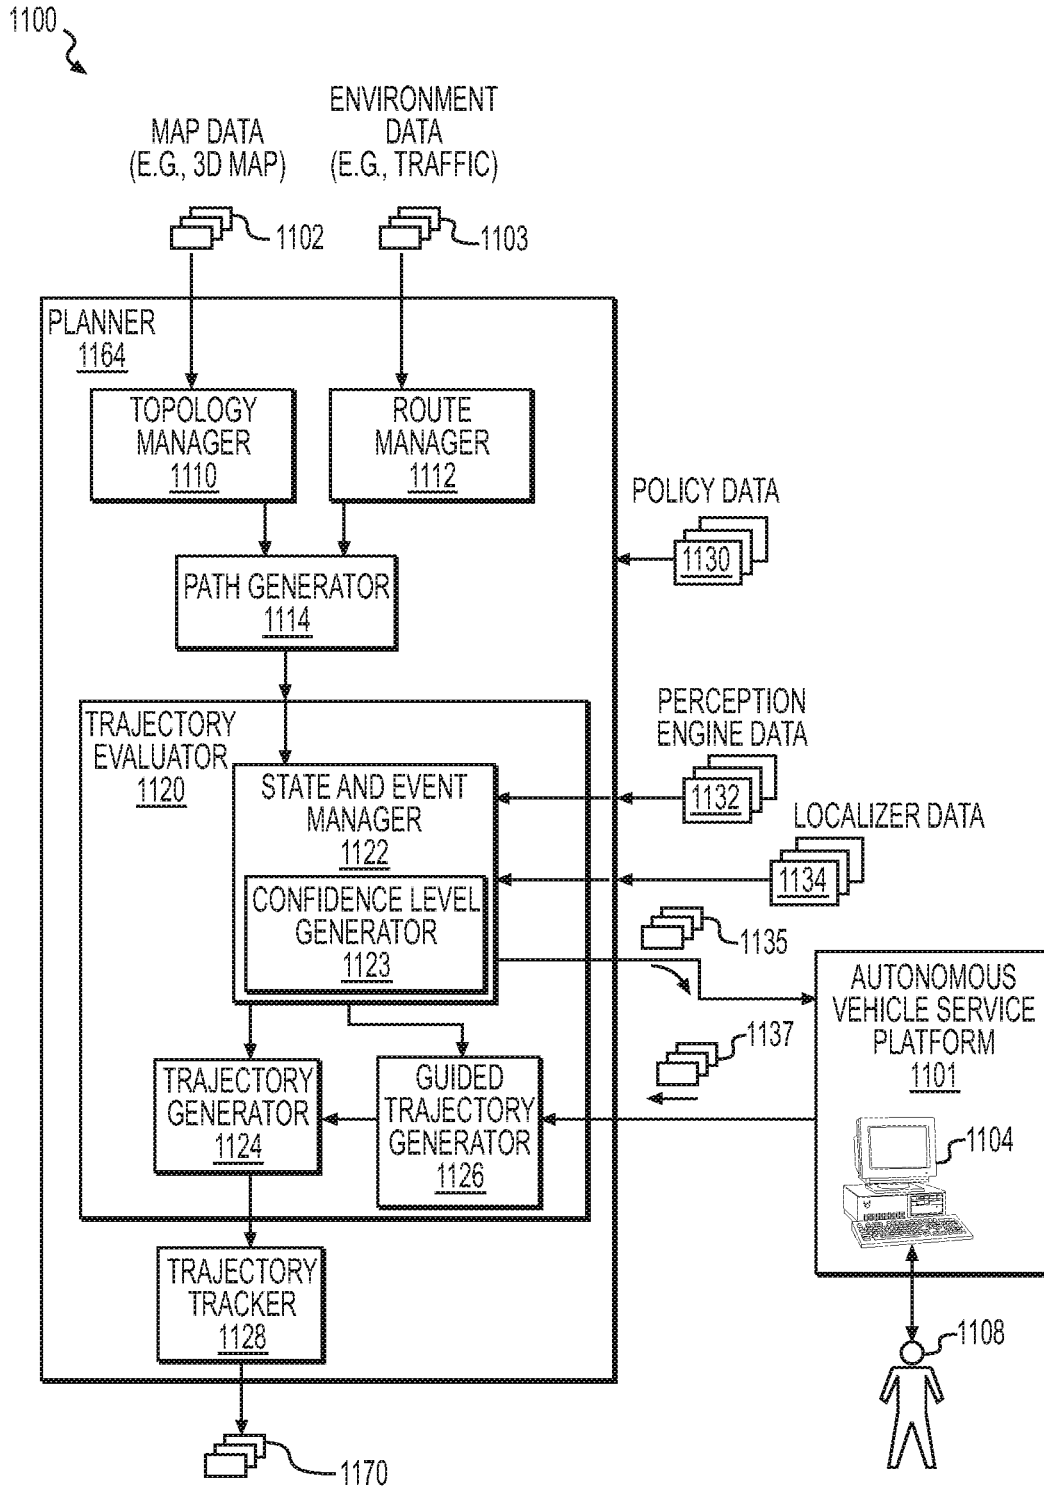 1100
MAP DATA
(E.G., 3D MAP)
ENVIRONMENT
DATA
(E.G., TRAFFIC)
1102
1103
PLANNER
1164
TOPOLOGY
MANAGER
1110
ROUTE
MANAGER
1112
POLICY DATA
1130
PATH GENERATOR
1114
TRAJECTORY
EVALUATOR
1120
PERCEPTION
ENGINE DATA
1132
STATE AND EVENT
MANAGER
1122
LOCALIZER DATA
1134
CONFIDENCE LEVEL
GENERATOR
1123
1135
AUTONOMOUS
VEHICLE SERVICE
PLATFORM
1101
1137
TRAJECTORY
GENERATOR
1124
GUIDED
TRAJECTORY
GENERATOR
1126
1104
TRAJECTORY
TRACKER
1128
1108
1170